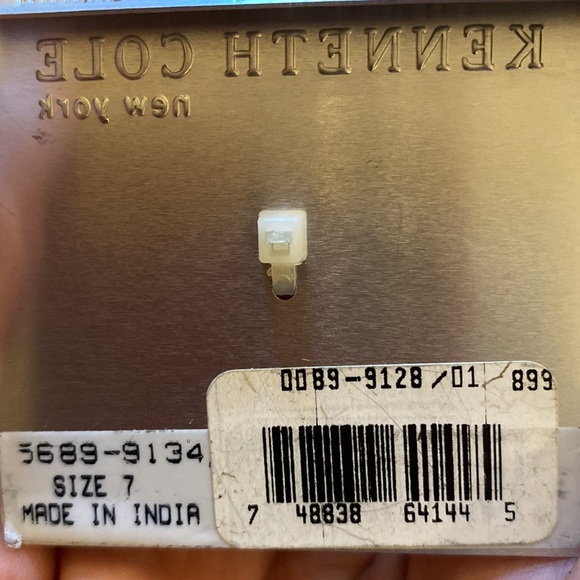 KENNETH COLE
new york
0089-9128/01 899
5689-9134
SIZE 7
MADE IN INDIA
7 48838 64144 5